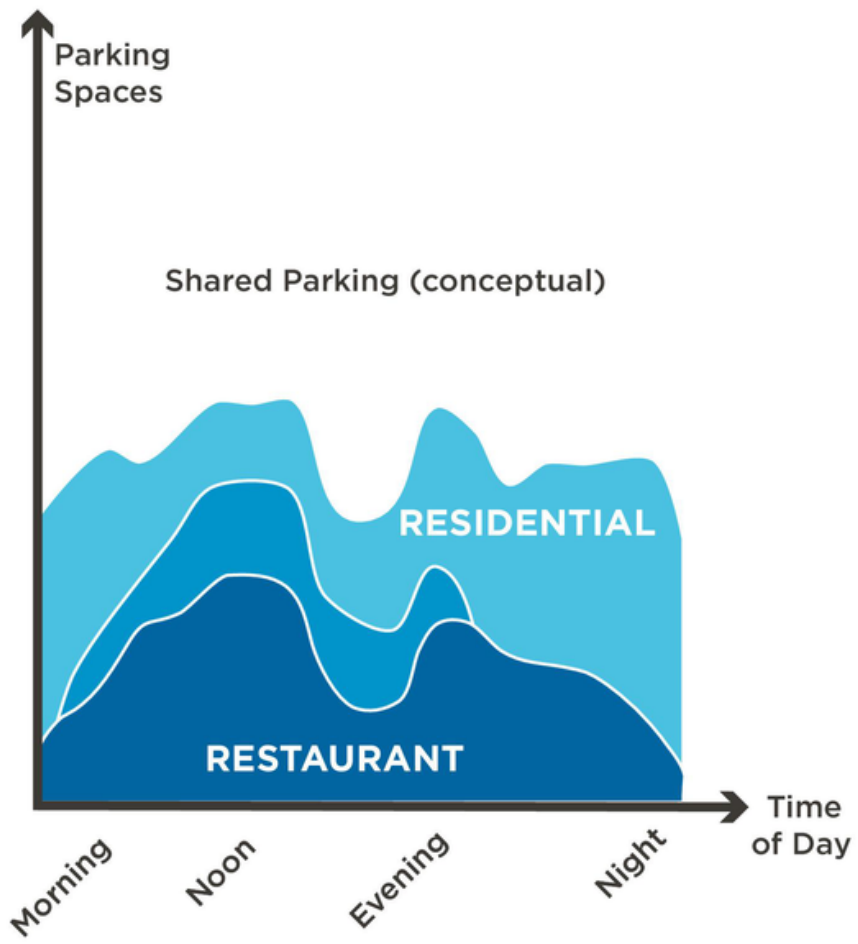 Parking
Spaces
Shared Parking (conceptual)
RESIDENTIAL
RESTAURANT
Time
of Day
Morning
Noon
Evening
Night